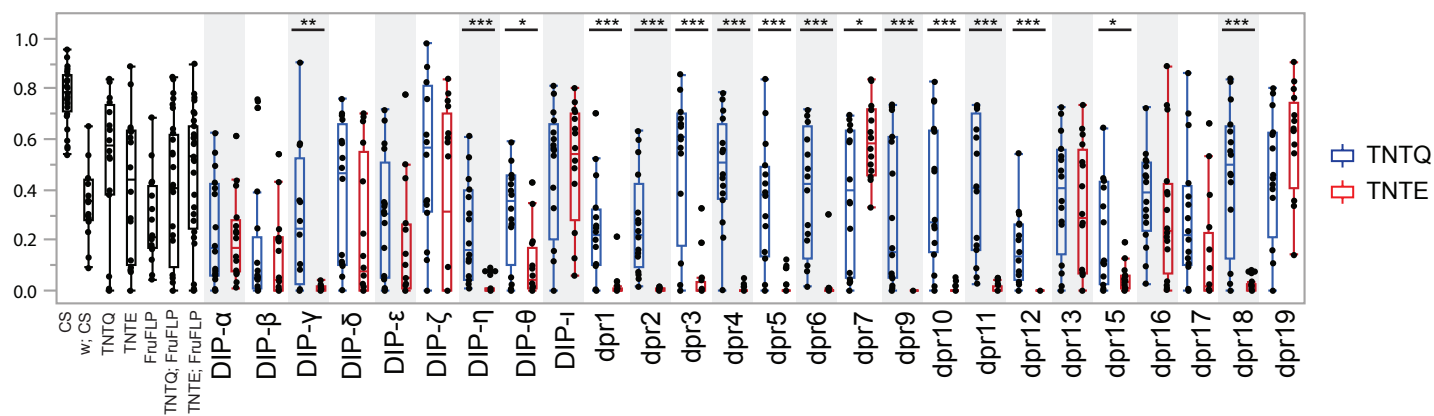 ** *** * *** *** *** *** *** *** * *** *** *** *** * ***
1.0
0.8
0.6
0.4
0.2
0.0
TNTQ
TNTE
CS
w; CS
TNTQ
TNTE
FruFLP
TNTQ; FruFLP
TNTE; FruFLP
DIP-α
DIP-β
DIP-γ
DIP-δ
DIP-ε
DIP-ζ
DIP-η
DIP-θ
DIP-ι
dpr1
dpr2
dpr3
dpr4
dpr5
dpr6
dpr7
dpr9
dpr10
dpr11
dpr12
dpr13
dpr15
dpr16
dpr17
dpr18
dpr19